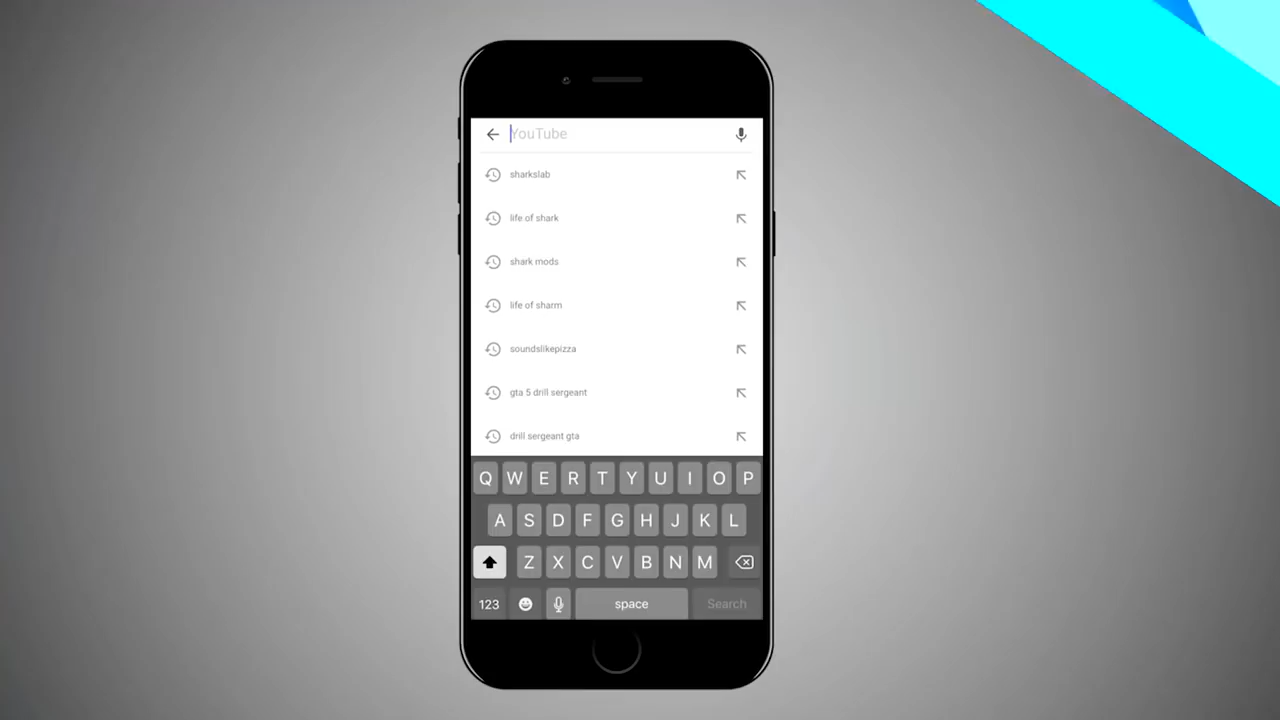 YouTube
sharkslab
life of shark
shark mods
life of sharm
soundslikepizza
gta 5 drill sergeant
drill sergeant gta
Q W E R T Y U I O P
A S D F G H J K L
Z X C V B N M
123 space Search